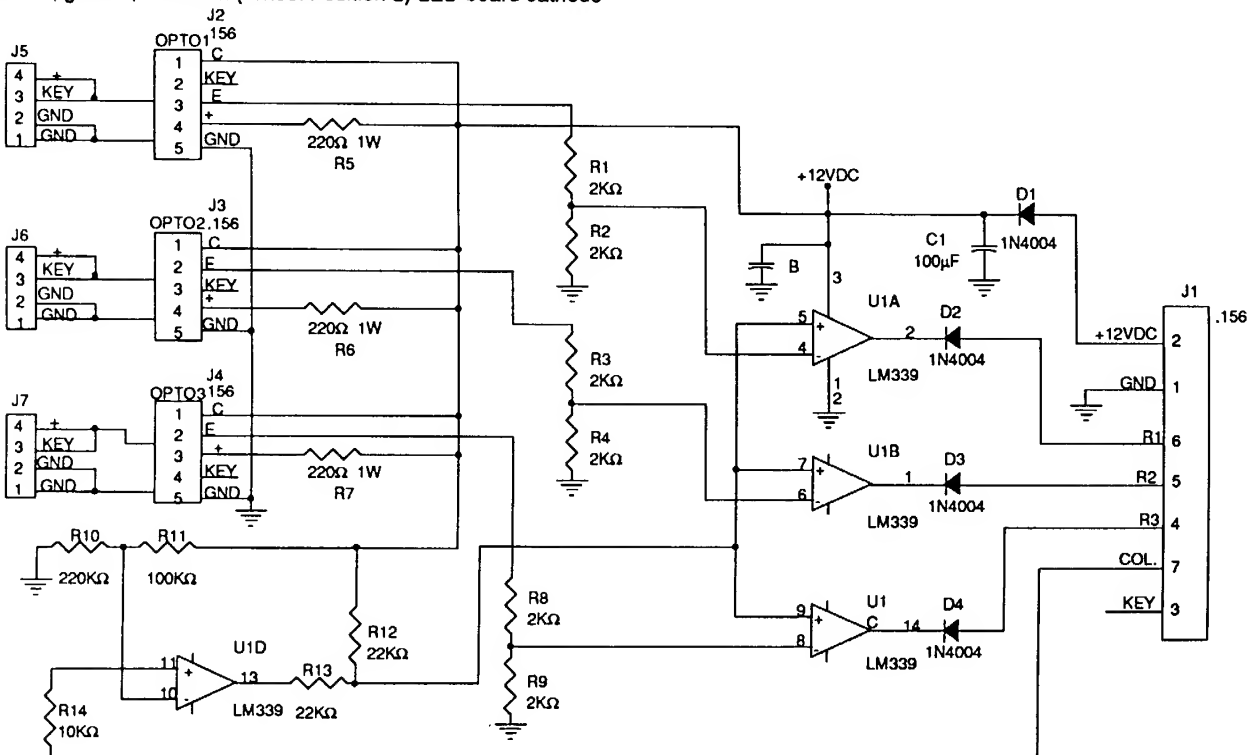 J2
OPTO1 156
J5
4 +
3 KEY
2 GND
1 GND
1 C
2 KEY
3 E
4 +
5 GND
220Ω 1W
R5
R1
2KΩ
R2
2KΩ
+12VDC
D1
1N4004
C1
100µF
B
3
J3
OPTO2.156
J6
4 +
3 KEY
2 GND
1 GND
1 C
2 E
3 KEY
4 +
5 GND
220Ω 1W
R6
R3
2KΩ
R4
2KΩ
U1A
5 +
4 -
2
1
2
LM339
D2
1N4004
J1
.156
+12VDC 2
GND 1
R1 6
R2 5
R3 4
COL. 7
KEY 3
J4
OPTO3 156
J7
4 +
3 KEY
2 GND
1 GND
1 C
2 E
3 +
4 KEY
5 GND
220Ω 1W
R7
U1B
7 +
6 -
1
LM339
D3
1N4004
R10
220KΩ
R11
100KΩ
R12
22KΩ
R8
2KΩ
R9
2KΩ
U1
C
9 +
8 -
14
LM339
D4
1N4004
U1D
11 +
10 -
13
LM339
R13
22KΩ
R14
10KΩ